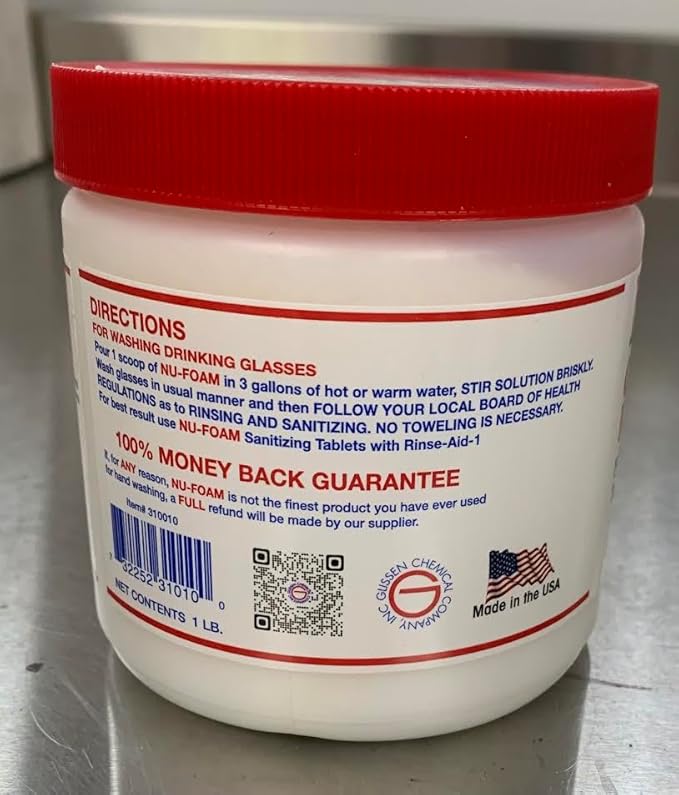 DIRECTIONS
FOR WASHING DRINKING GLASSES
Pour 1 scoop of NU-FOAM in 3 gallons of hot or warm water, STIR SOLUTION BRISKLY.
Wash glasses in usual manner and then FOLLOW YOUR LOCAL BOARD OF HEALTH
REGULATIONS as to RINSING AND SANITIZING. NO TOWELING IS NECESSARY.
For best result use NU-FOAM Sanitizing Tablets with Rinse-Aid-1
100% MONEY BACK GUARANTEE
If, for ANY reason, NU-FOAM is not the finest product you have ever used
for hand washing, a FULL refund will be made by our supplier.
Item# 310010
7 32252 31010 0
NET CONTENTS 1 LB.
GLISSEN CHEMICAL COMPANY, INC
G
Made in the USA